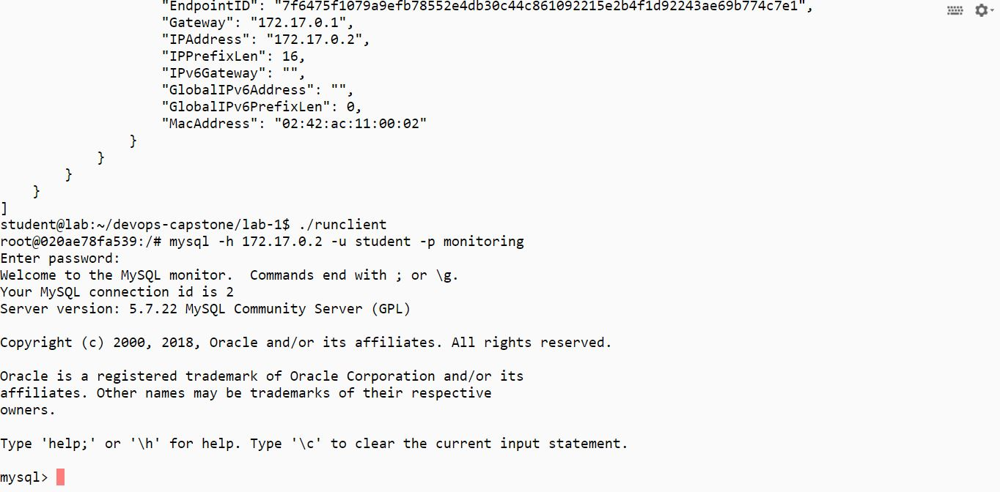 "EndpointID": "7f6475f1079a9efb78552e4db30c44c861092215e2b4f1d92243ae69b774c7e1",
"Gateway": "172.17.0.1",
"IPAddress": "172.17.0.2",
"IPPrefixLen": 16,
"IPv6Gateway": "",
"GlobalIPv6Address": "",
"GlobalIPv6PrefixLen": 0,
"MacAddress": "02:42:ac:11:00:02"
}
}
}
}
]
student@lab:~/devops-capstone/lab-1$ ./runclient
root@020ae78fa539:/# mysql -h 172.17.0.2 -u student -p monitoring
Enter password:
Welcome to the MySQL monitor.  Commands end with ; or \g.
Your MySQL connection id is 2
Server version: 5.7.22 MySQL Community Server (GPL)
Copyright (c) 2000, 2018, Oracle and/or its affiliates. All rights reserved.
Oracle is a registered trademark of Oracle Corporation and/or its
affiliates. Other names may be trademarks of their respective
owners.
Type 'help;' or '\h' for help. Type '\c' to clear the current input statement.
mysql>